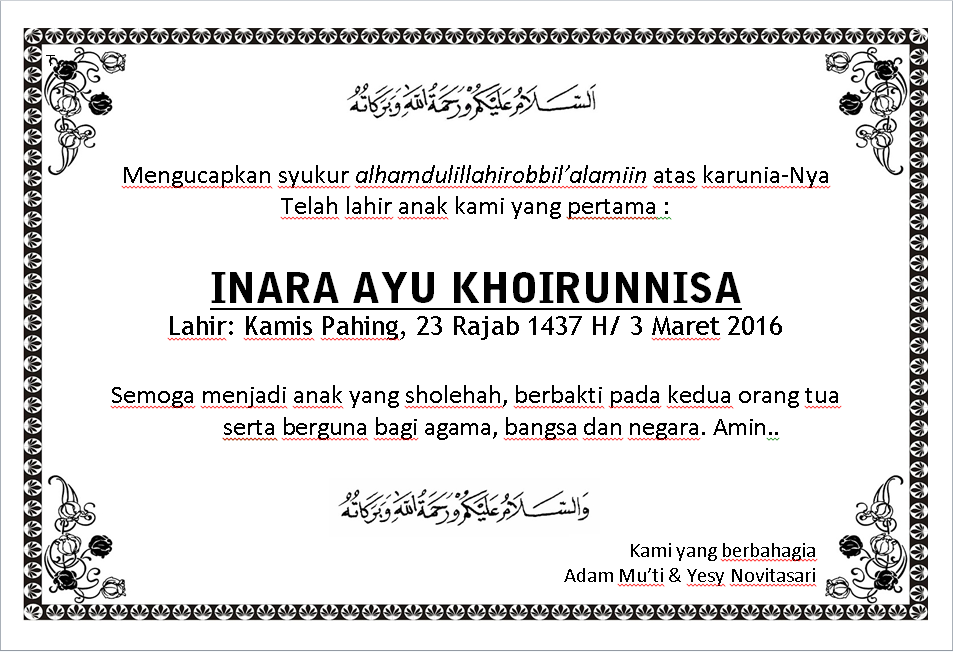 اَلسَّلَامُ عَلَيْكُمْ وَرَحْمَةُ اللهِ وَبَرَكَاتُهُ
Mengucapkan syukur alhamdulillahirobbil’alamiin atas karunia-Nya
Telah lahir anak kami yang pertama :
INARA AYU KHOIRUNNISA
Lahir: Kamis Pahing, 23 Rajab 1437 H/ 3 Maret 2016
Semoga menjadi anak yang sholehah, berbakti pada kedua orang tua
serta berguna bagi agama, bangsa dan negara. Amin..
وَالسَّلَامُ عَلَيْكُمْ وَرَحْمَةُ اللهِ وَبَرَكَاتُهُ
Kami yang berbahagia
Adam Mu’ti & Yesy Novitasari